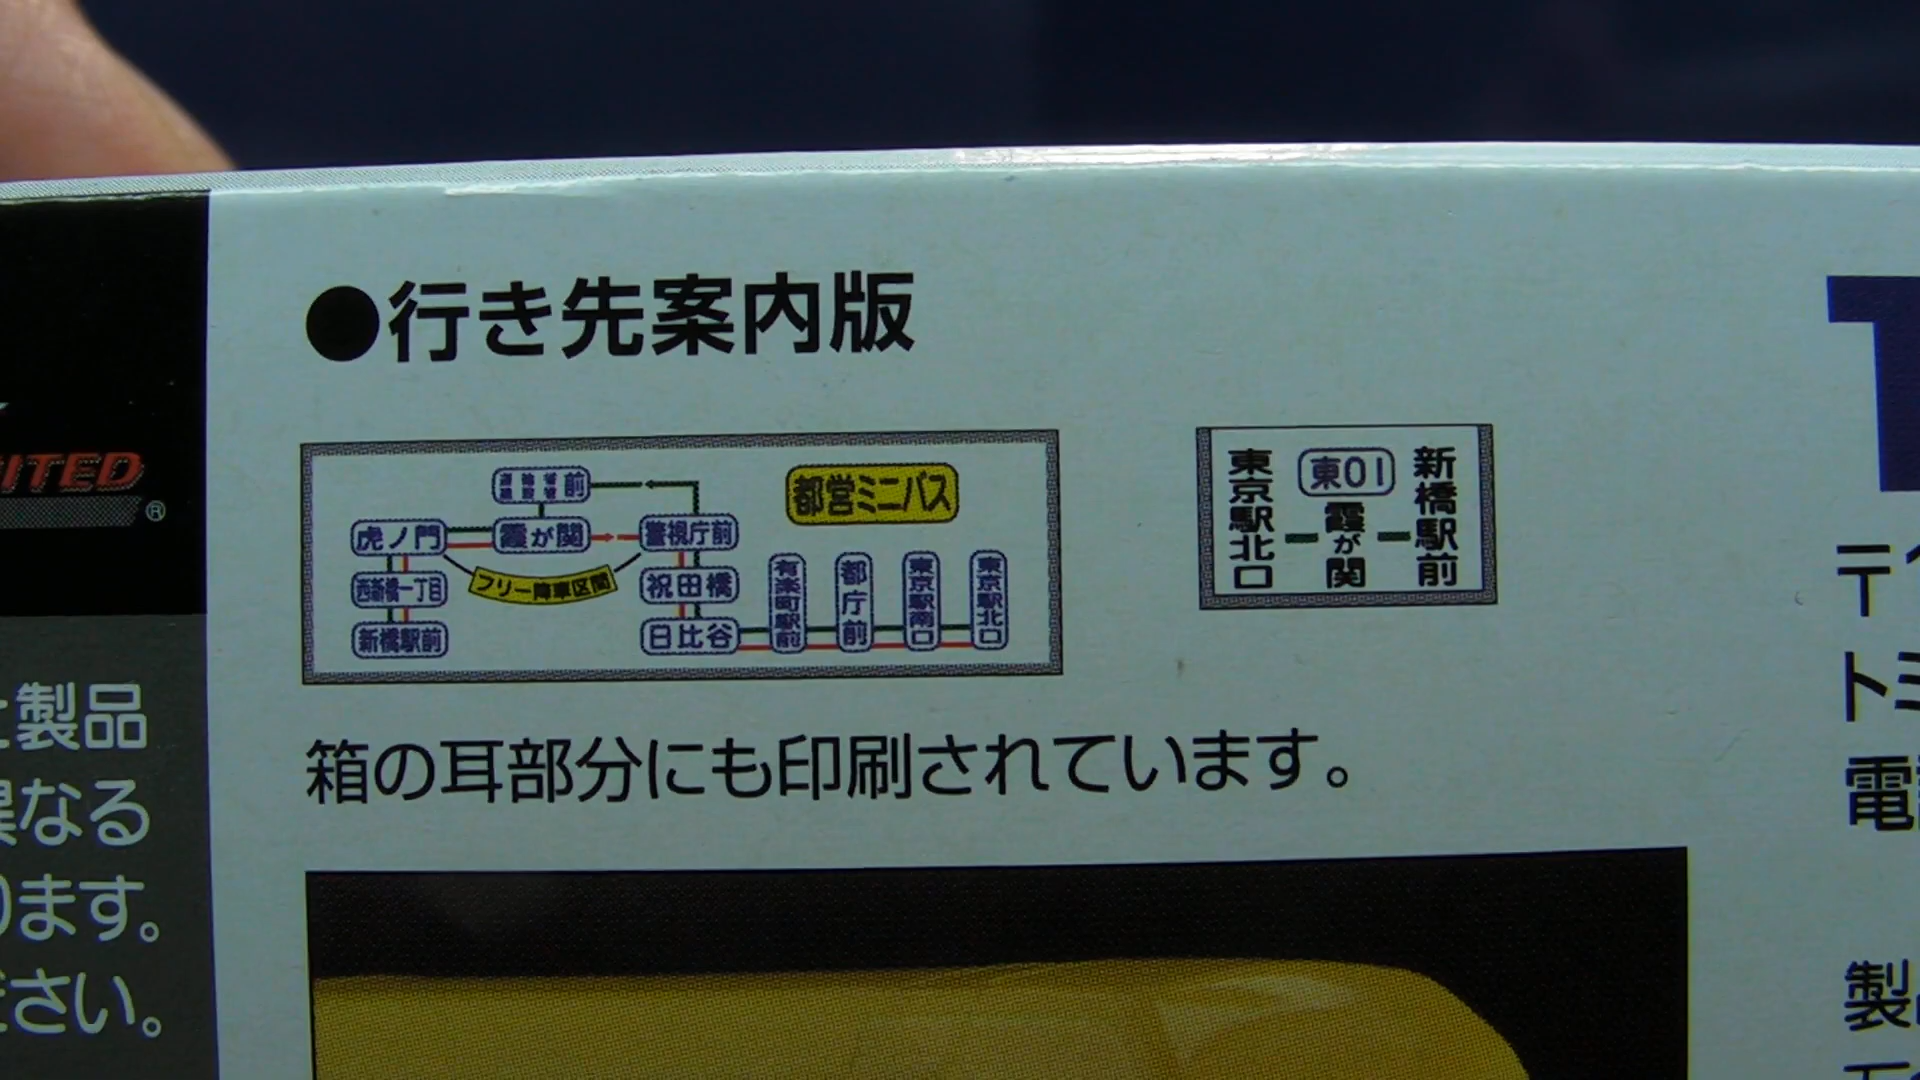 ●行き先案内版
前
都営ミニバス
虎ノ門
霞が関
警視庁前
西新橋一丁目
フリー降車区間
祝田橋
新橋駅前
日比谷
有楽町駅前
都庁前
東京駅南口
東京駅北口
東京駅北口
東01
霞が関
新橋駅前
箱の耳部分にも印刷されています。
ITED
®
製品
なる
ります。
ださい。
ト
電
製